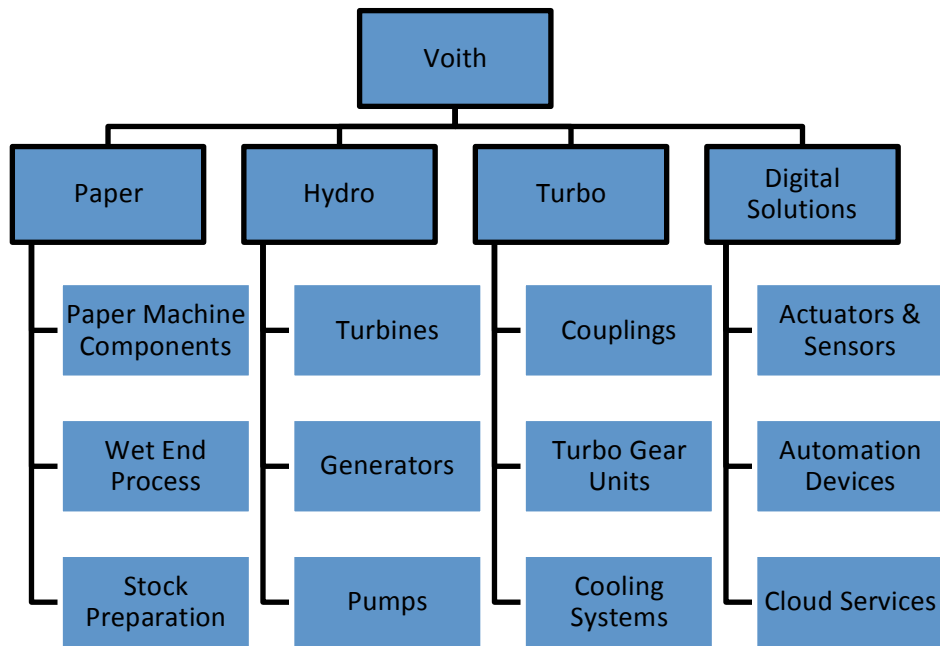 Voith
Paper
Hydro
Turbo
Digital
Solutions
Paper Machine
Components
Turbines
Couplings
Actuators &
Sensors
Wet End
Process
Generators
Turbo Gear
Units
Automation
Devices
Stock
Preparation
Pumps
Cooling
Systems
Cloud Services